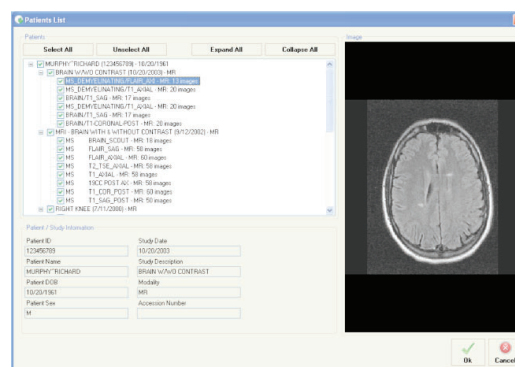 Patients List
Patients
Select All Unselect All Expand All Collapse All
MURPHY^RICHARD (123456789) - 10/20/1961
BRAIN W/WO CONTRAST (10/20/2003) - MR
MS_DEMYELINATING/FLAIR_AXI - MR: 13 images
MS_DEMYELINATING/T1_AXIAL - MR: 20 images
BRAIN/T1_SAG - MR: 17 images
MS_DEMYELINATING/T1_AXIAL - MR: 20 images
BRAIN/T1_SAG - MR: 17 images
BRAIN/T1-CORONAL-POST - MR: 20 images
MRI - BRAIN WITH & WITHOUT CONTRAST (9/12/2002) - MR
MS BRAIN_SCOUT - MR: 18 images
MS FLAIR_SAG - MR: 58 images
MS FLAIR_AXIAL - MR: 60 images
MS T2_TSE_AXIAL - MR: 58 images
MS T1_AXIAL - MR: 58 images
MS 19CC POST AX - MR: 58 images
MS T1_COR_POST - MR: 60 images
MS T1_SAG_POST - MR: 50 images
RIGHT KNEE (7/11/2000) - MR
Image
Patient / Study Information
Patient ID Study Date
123456789 10/20/2003
Patient Name Study Description
MURPHY^RICHARD BRAIN W/WO CONTRAST
Patient DOB Modality
10/20/1961 MR
Patient Sex Accession Number
M
Ok Cancel